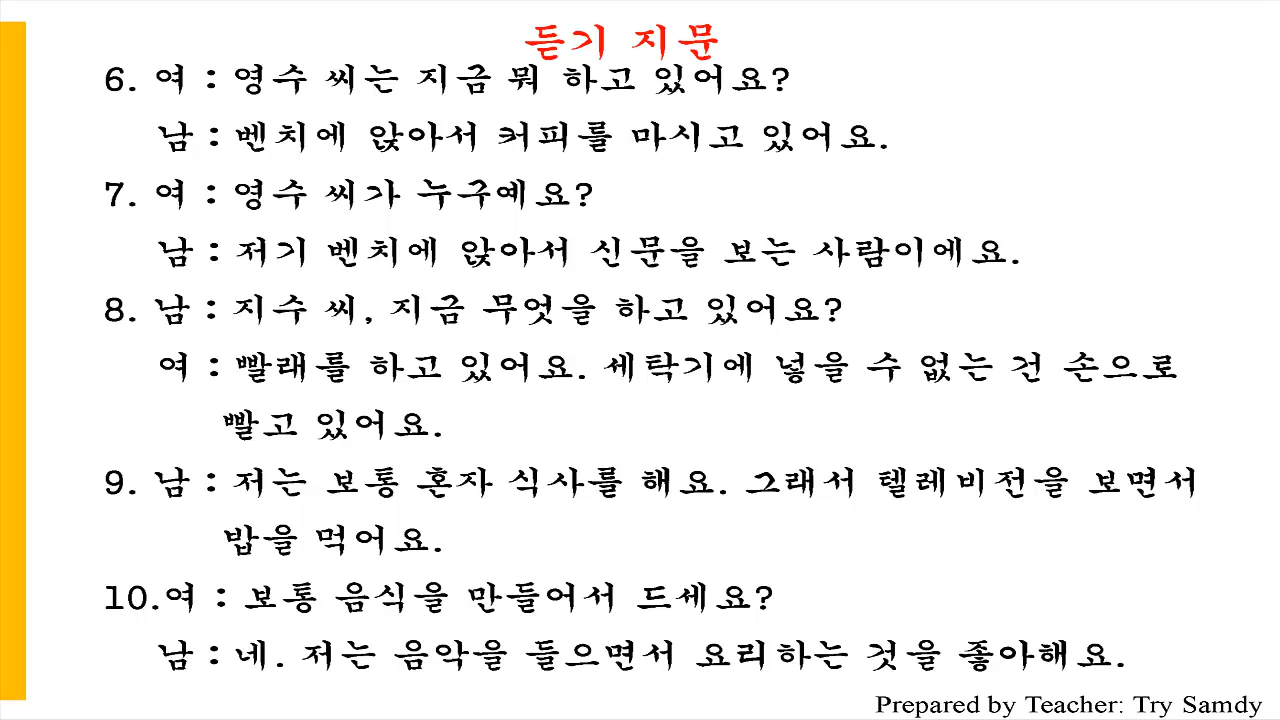 듣기 지문
6. 여 : 영수 씨는 지금 뭐 하고 있어요?
남 : 벤치에 앉아서 커피를 마시고 있어요.
7. 여 : 영수 씨가 누구예요?
남 : 저기 벤치에 앉아서 신문을 보는 사람이에요.
8. 남 : 지수 씨, 지금 무엇을 하고 있어요?
여 : 빨래를 하고 있어요. 세탁기에 넣을 수 없는 건 손으로
빨고 있어요.
9. 남 : 저는 보통 혼자 식사를 해요. 그래서 텔레비전을 보면서
밥을 먹어요.
10.여 : 보통 음식을 만들어서 드세요?
남 : 네. 저는 음악을 들으면서 요리하는 것을 좋아해요.
Prepared by Teacher: Try Samdy